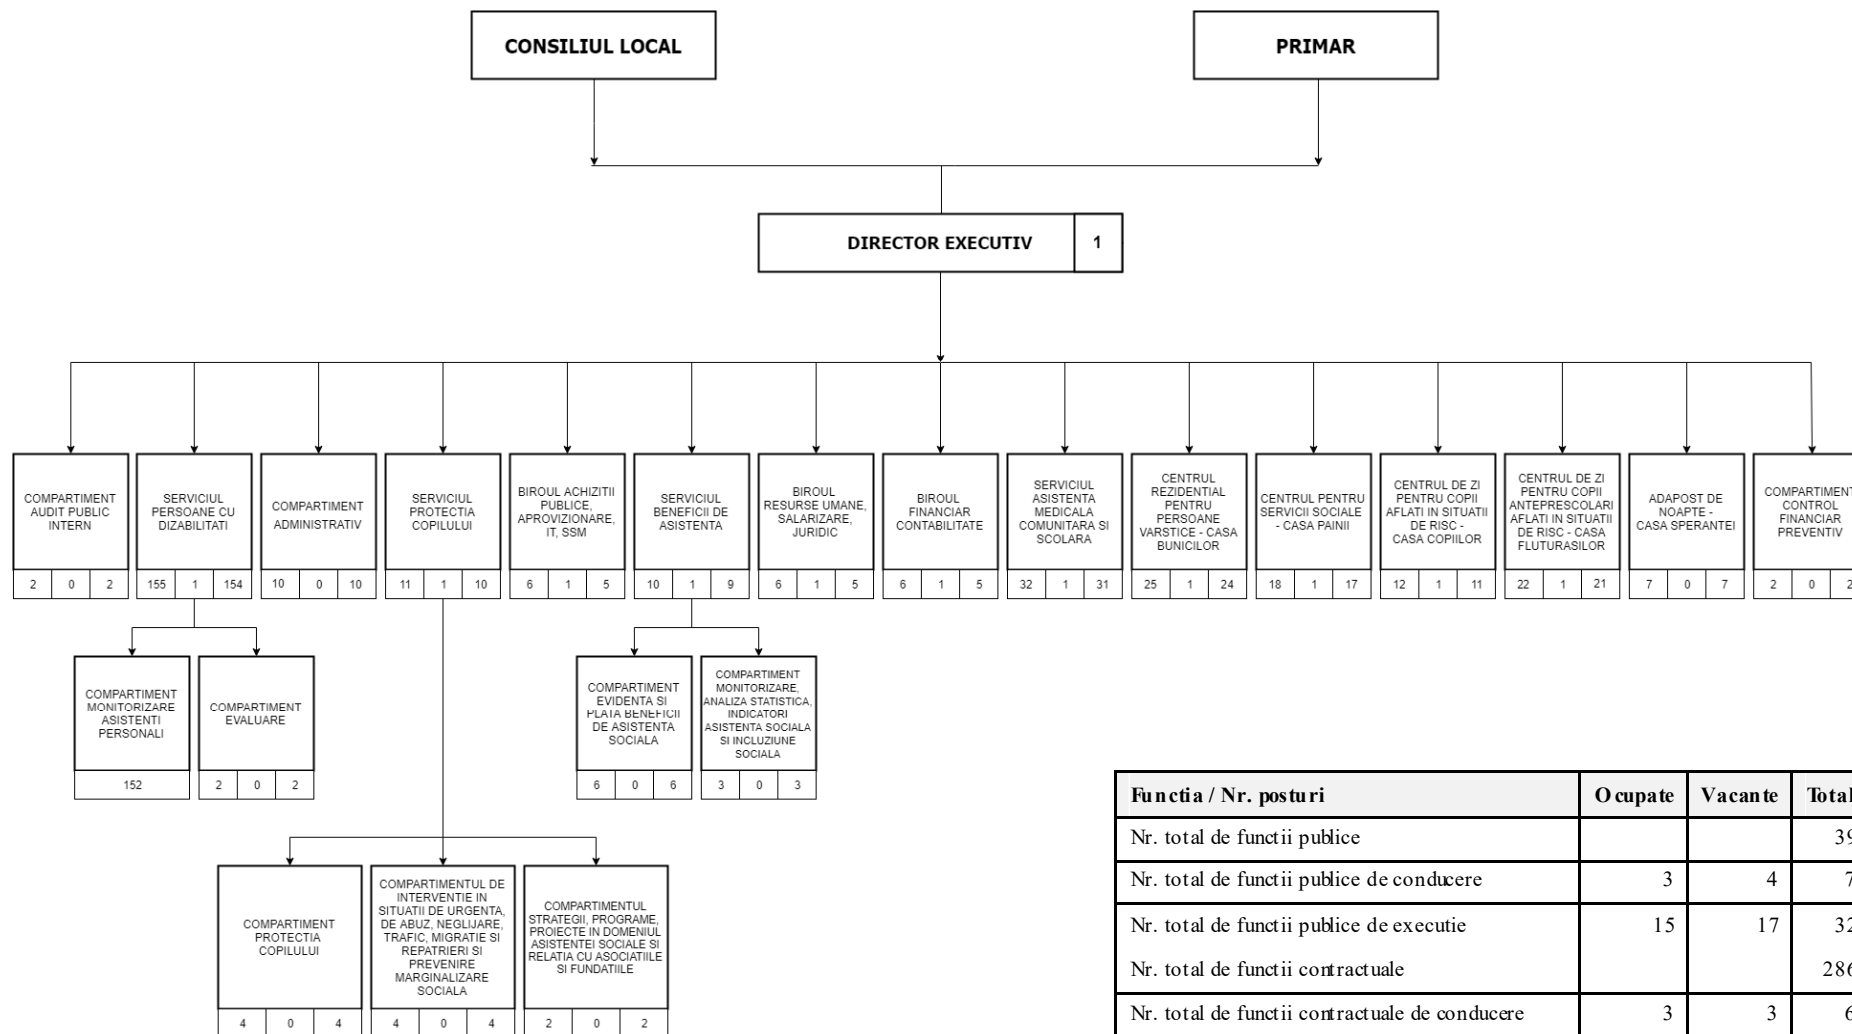 CONSILIUL LOCAL
PRIMAR
DIRECTOR EXECUTIV 1
COMPARTIMENT
AUDIT PUBLIC
INTERN
2 0 2
SERVICIUL
PERSOANE CU
DIZABILITATI
155 1 154
COMPARTIMENT
ADMINISTRATIV
10 0 10
SERVICIUL
PROTECTIA
COPILULUI
11 1 10
BIROUL ACHIZITII
PUBLICE,
APROVIZIONARE,
IT, SSM
6 1 5
SERVICIUL
BENEFICII DE
ASISTENTA
10 1 9
BIROUL
RESURSE UMANE,
SALARIZARE,
JURIDIC
6 1 5
BIROUL
FINANCIAR
CONTABILITATE
6 1 5
SERVICIUL
ASISTENTA
MEDICALA
COMUNITARA SI
SCOLARA
32 1 31
CENTRUL
REZIDENTIAL
PENTRU
PERSOANE
VARSTICE - CASA
BUNICILOR
25 1 24
CENTRUL PENTRU
SERVICII SOCIALE
- CASA PAINII
18 1 17
CENTRUL DE ZI
PENTRU COPII
AFLATI IN SITUATII
DE RISC -
CASA COPIILOR
12 1 11
CENTRUL DE ZI
PENTRU COPII
ANTEPRESCOLARI
AFLATI IN SITUATII
DE RISC - CASA
FLUTURASILOR
22 1 21
ADAPOST DE
NOAPTE -
CASA SPERANTEI
7 0 7
COMPARTIMENT
CONTROL
FINANCIAR
PREVENTIV
2 0 2
COMPARTIMENT
MONITORIZARE
ASISTENTI
PERSONALI
152
COMPARTIMENT
EVALUARE
2 0 2
COMPARTIMENT
EVIDENTA SI
PLATA BENEFICII
DE ASISTENTA
SOCIALA
6 0 6
COMPARTIMENT
MONITORIZARE,
ANALIZA STATISTICA,
INDICATORI
ASISTENTA SOCIALA
SI INCLUZIUNE
SOCIALA
3 0 3
COMPARTIMENT
PROTECTIA
COPILULUI
4 0 4
COMPARTIMENTUL DE
INTERVENTIE IN
SITUATII DE URGENTA,
DE ABUZ, NEGLIJARE,
TRAFIC, MIGRATIE SI
REPATRIERI SI
PREVENIRE
MARGINALIZARE
SOCIALA
4 0 4
COMPARTIMENTUL
STRATEGII, PROGRAME,
PROIECTE IN DOMENIUL
ASISTENTEI SOCIALE SI
RELATIA CU ASOCIATIILE
SI FUNDATIILE
2 0 2
Functia / Nr. posturi Ocupate Vacante Total
Nr. total de functii publice 39
Nr. total de functii publice de conducere 3 4 7
Nr. total de functii publice de executie 15 17 32
Nr. total de functii contractuale 286
Nr. total de functii contractuale de conducere 3 3 6